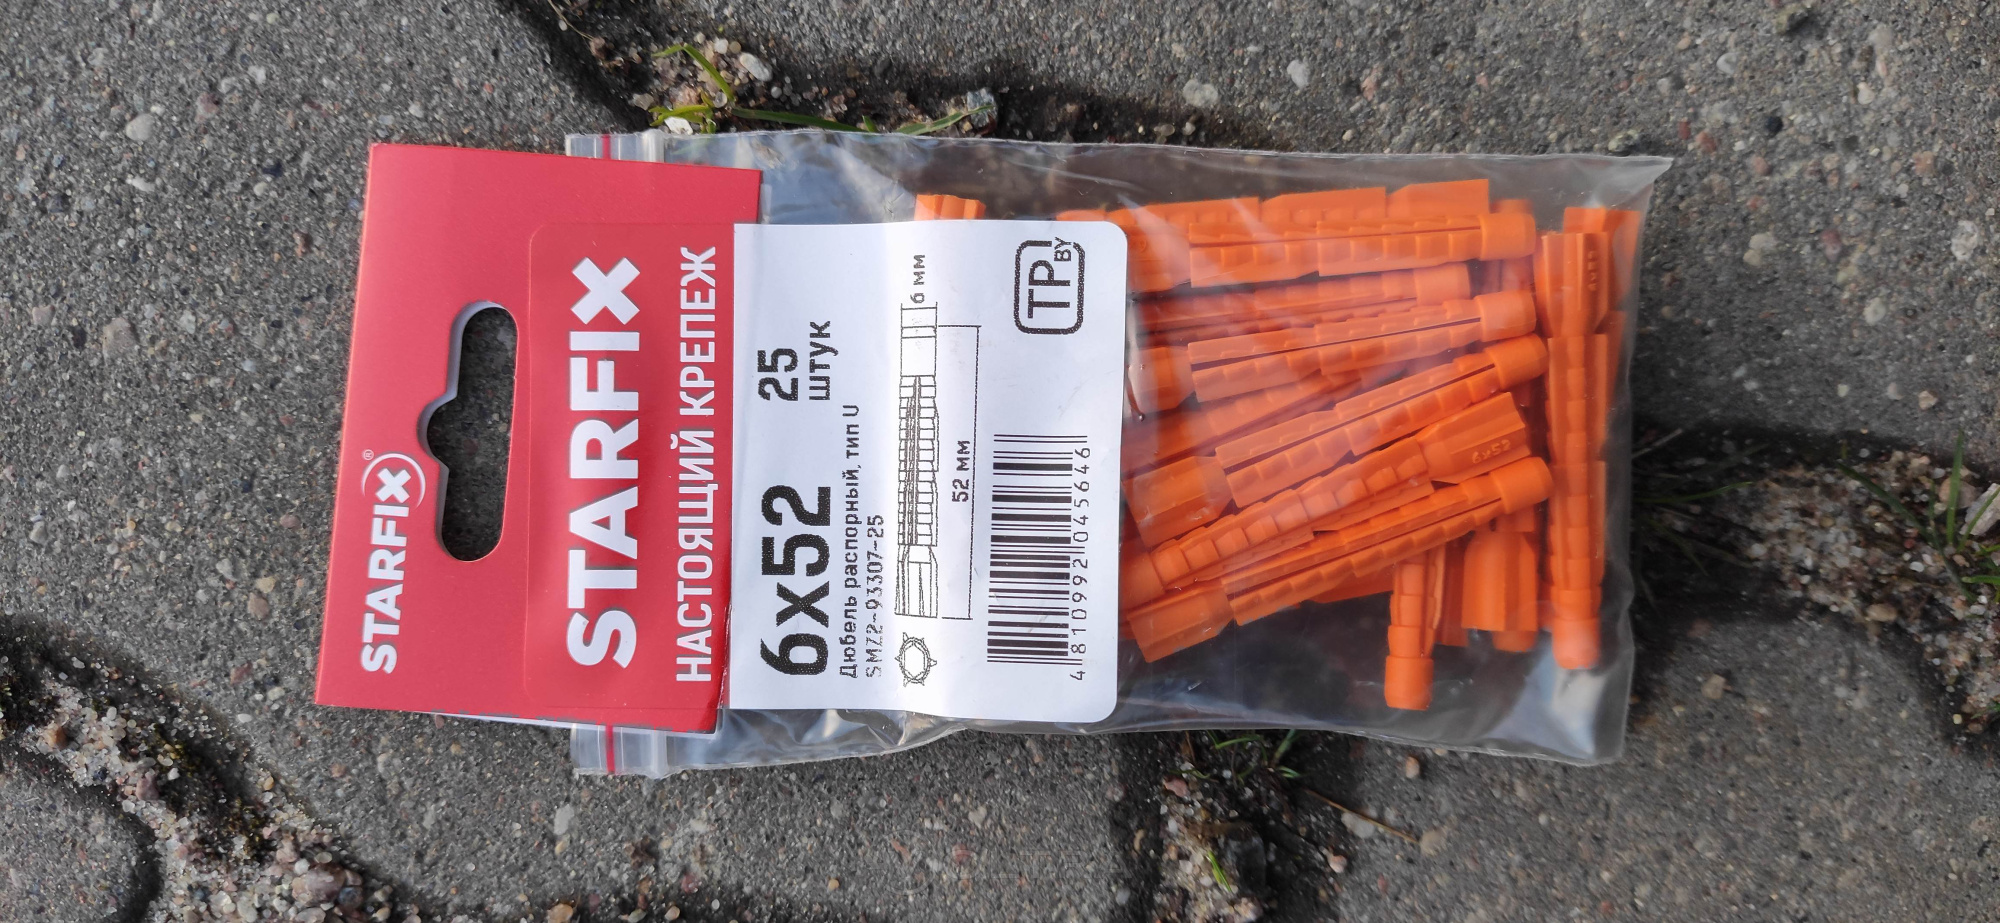 STARFIX®
STARFIX
НАСТОЯЩИЙ КРЕПЕЖ
6x52
25
штук
Дюбель распорный, тип U
SMZ2-93307-25
6 мм
52 мм
4 810992 045646
TP
BY